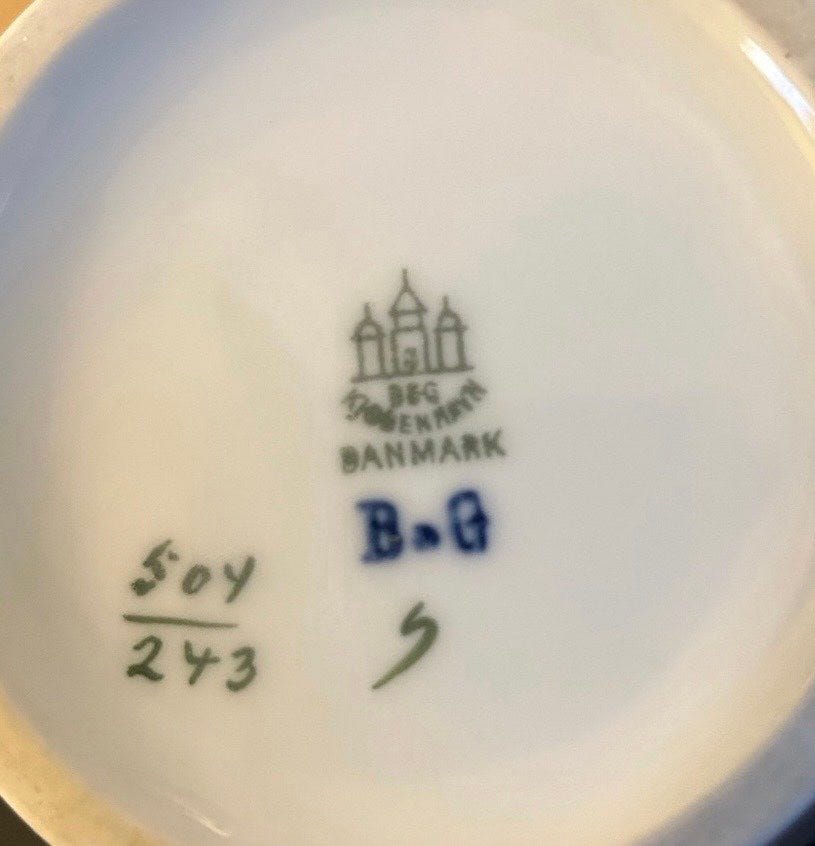 B&G
KJØBENHAVN
DANMARK
B&G
504
243
S